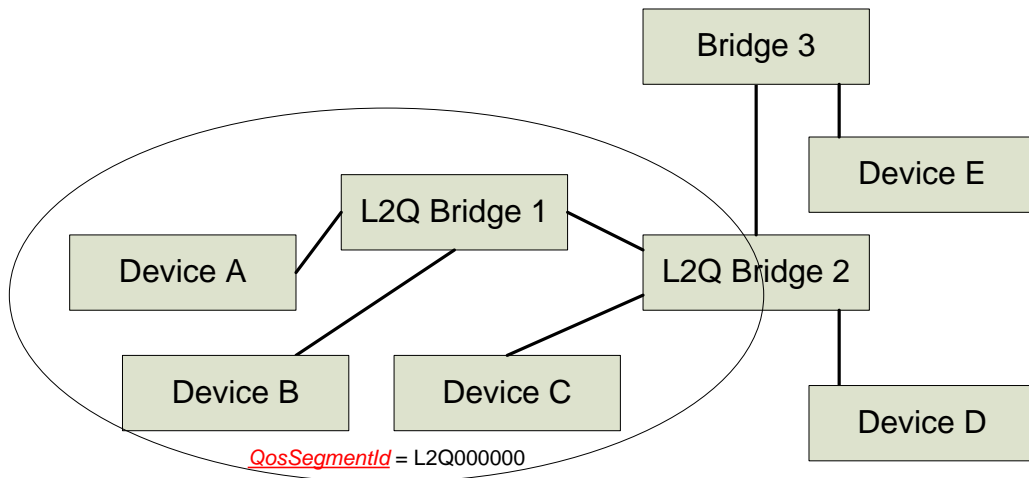 Bridge 3
Device E
L2Q Bridge 1
Device A
L2Q Bridge 2
Device B
Device C
Device D
QosSegmentId = L2Q000000